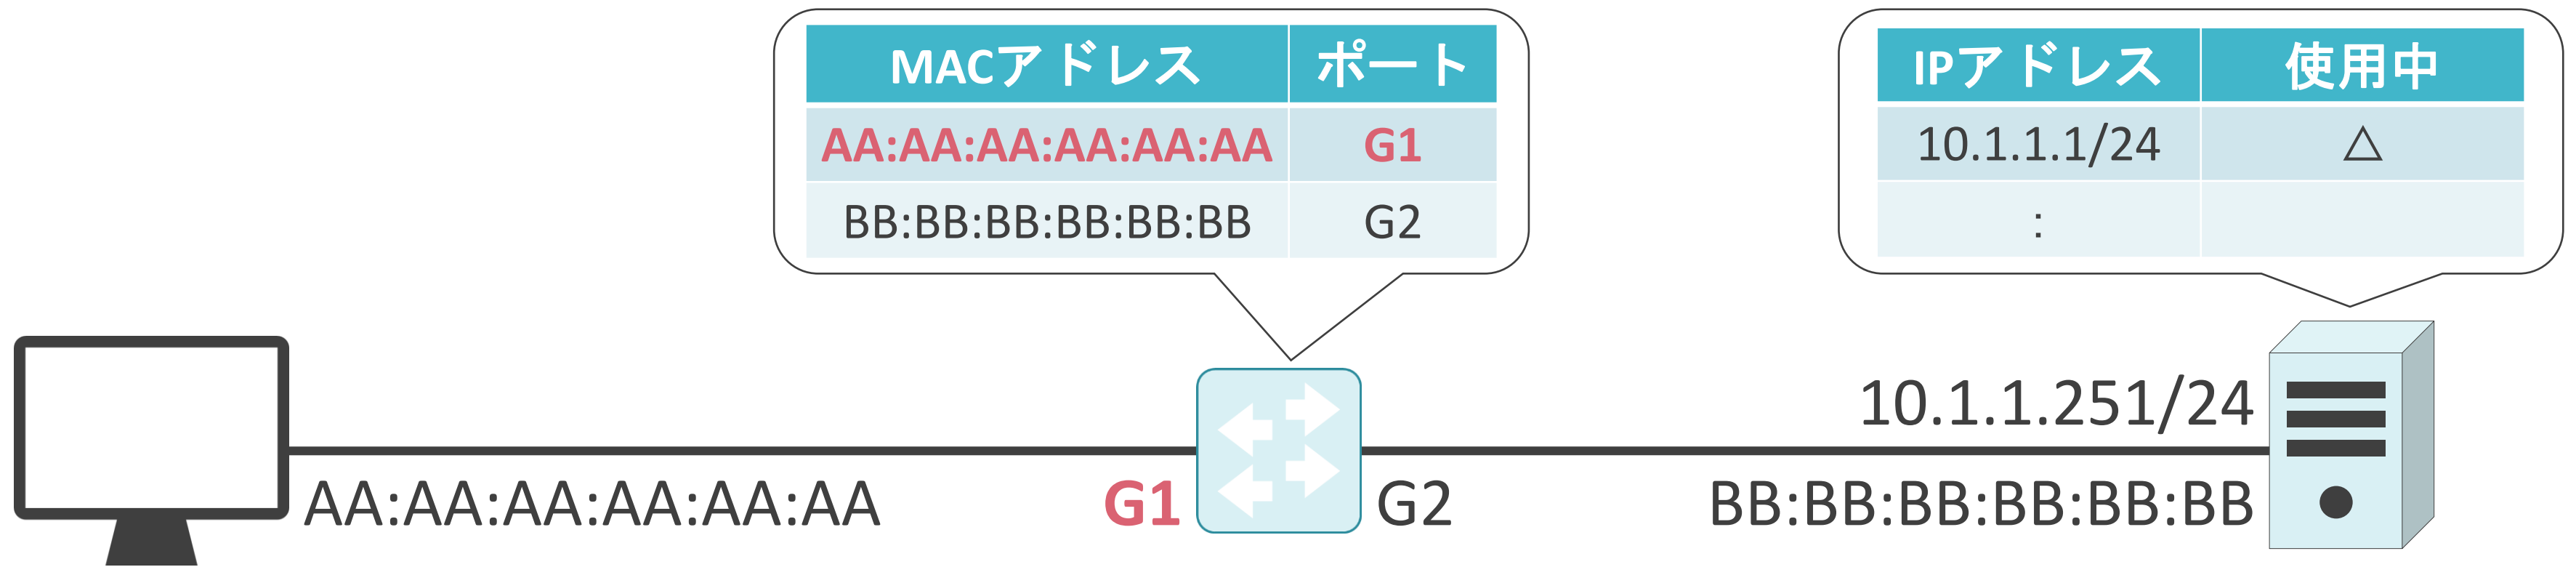 MACアドレス ポート
AA:AA:AA:AA:AA:AA G1
BB:BB:BB:BB:BB:BB G2
IPアドレス 使用中
10.1.1.1/24 △
:
10.1.1.251/24
AA:AA:AA:AA:AA:AA G1 G2 BB:BB:BB:BB:BB:BB